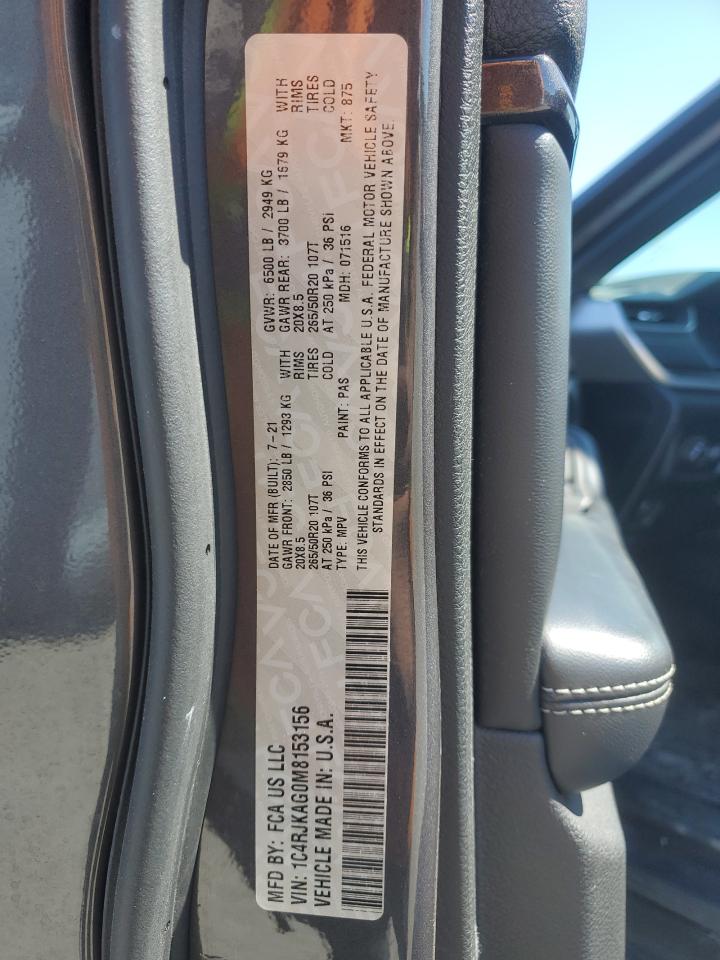 MFD BY: FCA US LLC
DATE OF MFR (BUILT): 7-21
GVWR: 6500 LB / 2949 KG
GAWR FRONT: 2850 LB / 1293 KG WITH
GAWR REAR: 3700 LB / 1579 KG WITH
20X8.5 RIMS
20X8.5 RIMS
265/50R20 107T TIRES
265/50R20 107T TIRES
AT 250 kPa / 36 PSI COLD
AT 250 kPa / 36 PSI COLD
VIN: 1C4RJKAG0M8153156
TYPE: MPV
PAINT: PAS
MDH: 071516
MKT: 875
VEHICLE MADE IN: U.S.A.
THIS VEHICLE CONFORMS TO ALL APPLICABLE U.S.A. FEDERAL MOTOR VEHICLE SAFETY
STANDARDS IN EFFECT ON THE DATE OF MANUFACTURE SHOWN ABOVE.